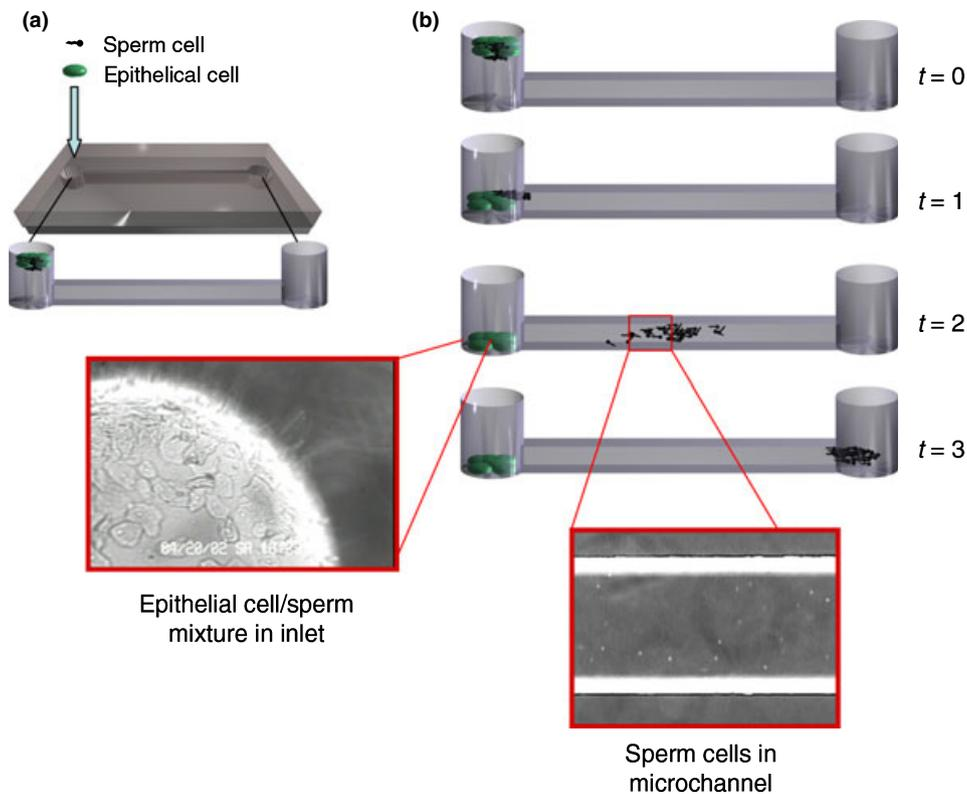 (a)
Sperm cell
Epithelical cell
(b)
t = 0
t = 1
t = 2
t = 3
Epithelial cell/sperm
mixture in inlet
Sperm cells in
microchannel